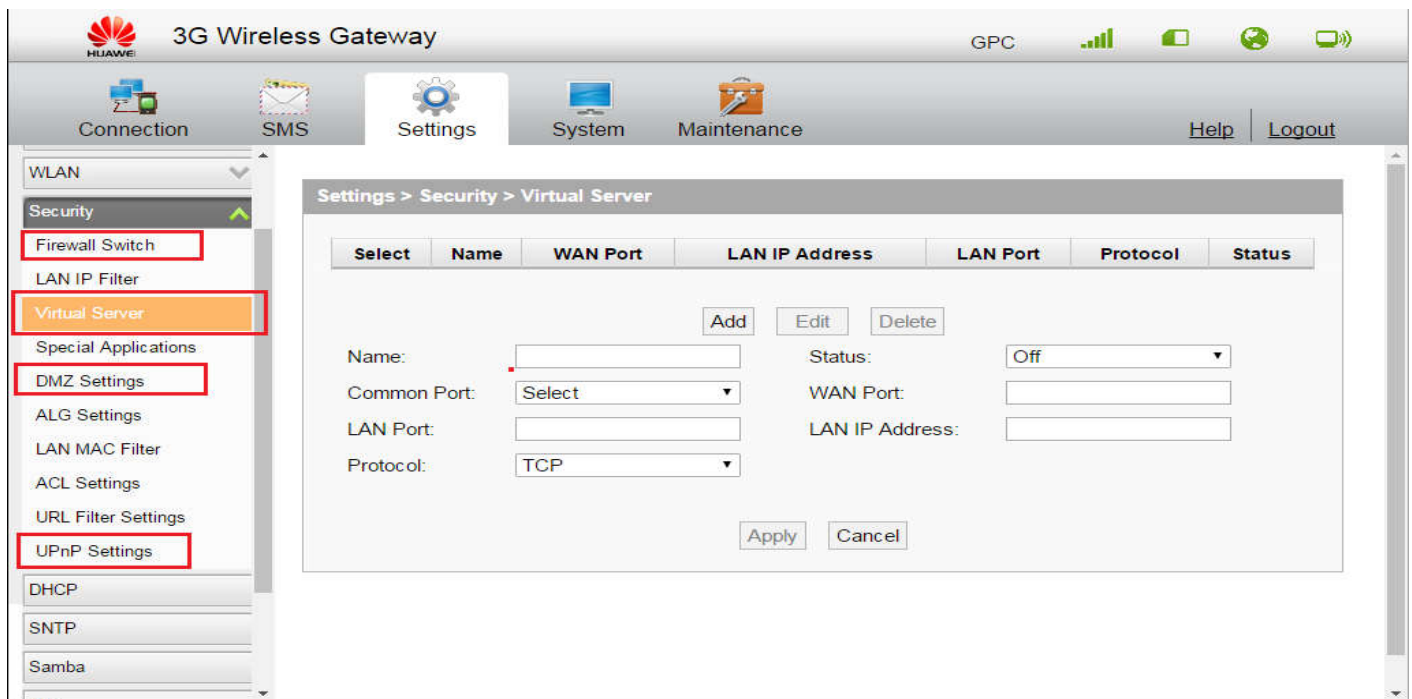 HUAWEI
3G Wireless Gateway
GPC
Connection
SMS
Settings
System
Maintenance
Help
Logout
WLAN
Security
Firewall Switch
LAN IP Filter
Virtual Server
Special Applications
DMZ Settings
ALG Settings
LAN MAC Filter
ACL Settings
URL Filter Settings
UPnP Settings
DHCP
SNTP
Samba
Settings > Security > Virtual Server
Select Name WAN Port LAN IP Address LAN Port Protocol Status
Add Edit Delete
Name: Status: Off
Common Port: Select WAN Port:
LAN Port: LAN IP Address:
Protocol: TCP
Apply Cancel